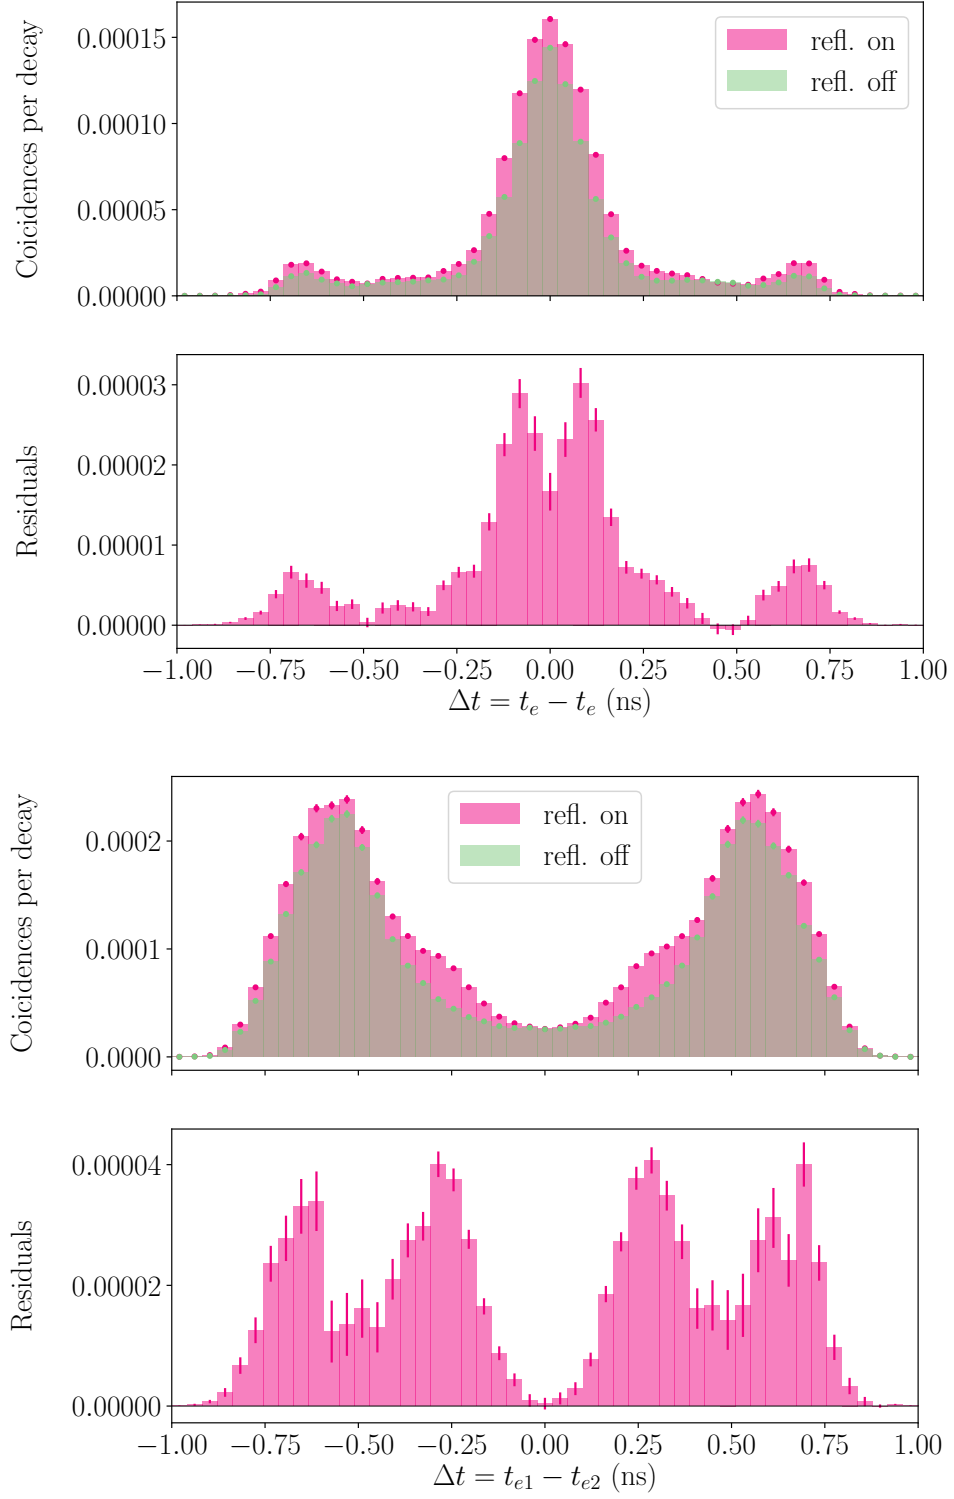 Coicidences per decay
0.00015
0.00010
0.00005
0.00000
refl. on
refl. off
Residuals
0.00003
0.00002
0.00001
0.00000
−1.00 −0.75 −0.50 −0.25 0.00 0.25 0.50 0.75 1.00
Δt = t_e − t_e (ns)
Coicidences per decay
0.0002
0.0001
0.0000
refl. on
refl. off
Residuals
0.00004
0.00002
0.00000
−1.00 −0.75 −0.50 −0.25 0.00 0.25 0.50 0.75 1.00
Δt = t_{e1} − t_{e2} (ns)